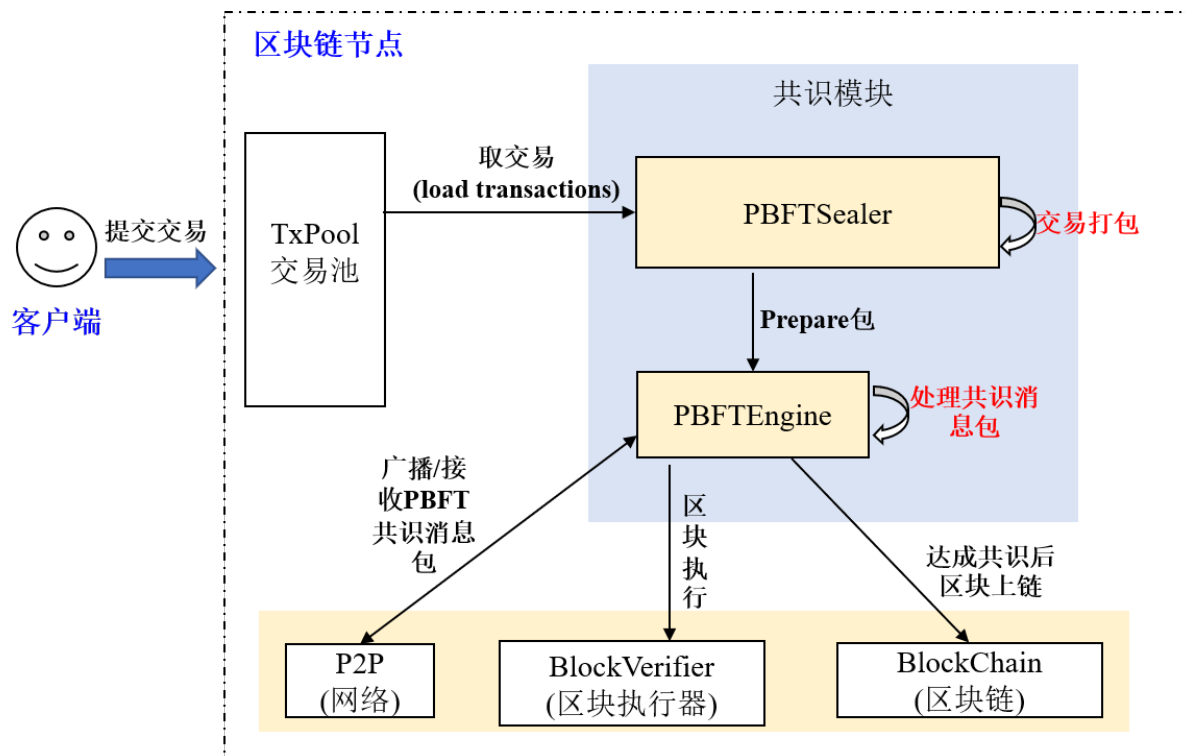 区块链节点
共识模块
取交易
(load transactions)
PBFTSealer
交易打包
提交交易
TxPool
交易池
客户端
Prepare包
PBFTEngine
处理共识消
息包
广播/接
收PBFT
共识消息
包
区
块
执
行
达成共识后
区块上链
P2P
(网络)
BlockVerifier
(区块执行器)
BlockChain
(区块链)